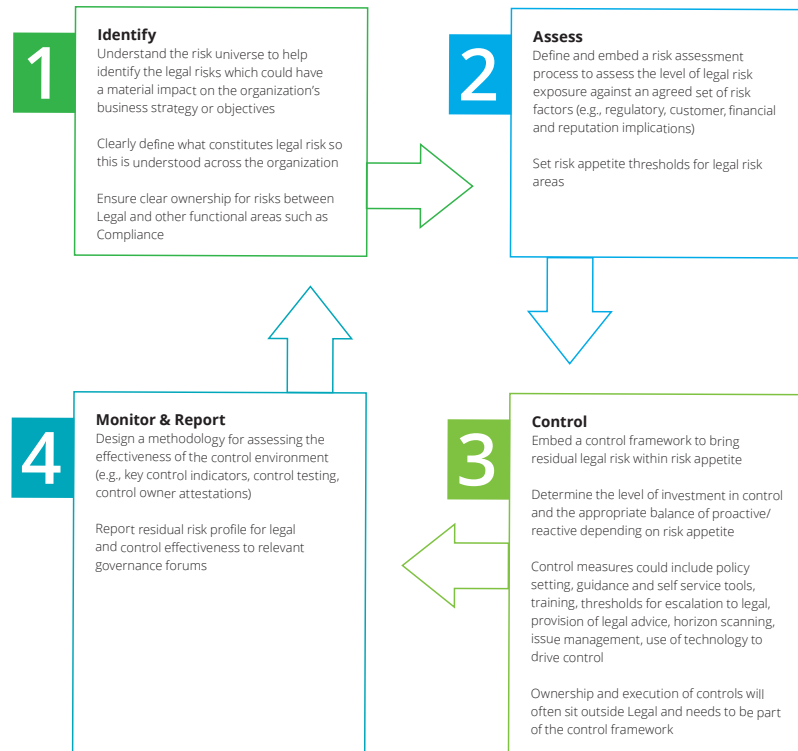 1
Identify
Understand the risk universe to help
identify the legal risks which could have
a material impact on the organization's
business strategy or objectives
Clearly define what constitutes legal risk so
this is understood across the organization
Ensure clear ownership for risks between
Legal and other functional areas such as
Compliance
2
Assess
Define and embed a risk assessment
process to assess the level of legal risk
exposure against an agreed set of risk
factors (e.g., regulatory, customer, financial
and reputation implications)
Set risk appetite thresholds for legal risk
areas
3
Control
Embed a control framework to bring
residual legal risk within risk appetite
Determine the level of investment in control
and the appropriate balance of proactive/
reactive depending on risk appetite
Control measures could include policy
setting, guidance and self service tools,
training, thresholds for escalation to legal,
provision of legal advice, horizon scanning,
issue management, use of technology to
drive control
Ownership and execution of controls will
often sit outside Legal and needs to be part
of the control framework
4
Monitor & Report
Design a methodology for assessing the
effectiveness of the control environment
(e.g., key control indicators, control testing,
control owner attestations)
Report residual risk profile for legal
and control effectiveness to relevant
governance forums